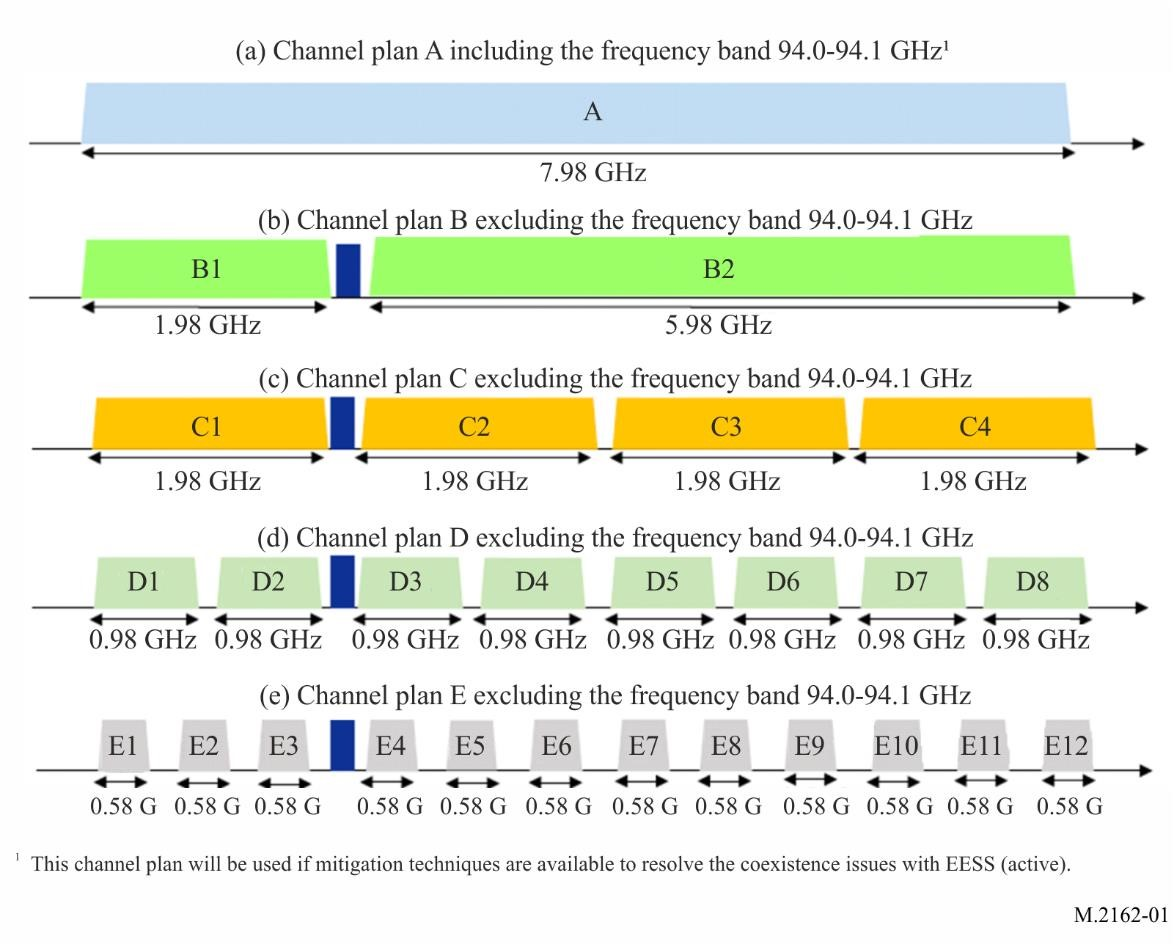 (a) Channel plan A including the frequency band 94.0-94.1 GHz¹
A
7.98 GHz
(b) Channel plan B excluding the frequency band 94.0-94.1 GHz
B1 B2
1.98 GHz 5.98 GHz
(c) Channel plan C excluding the frequency band 94.0-94.1 GHz
C1 C2 C3 C4
1.98 GHz 1.98 GHz 1.98 GHz 1.98 GHz
(d) Channel plan D excluding the frequency band 94.0-94.1 GHz
D1 D2 D3 D4 D5 D6 D7 D8
0.98 GHz 0.98 GHz 0.98 GHz 0.98 GHz 0.98 GHz 0.98 GHz 0.98 GHz 0.98 GHz
(e) Channel plan E excluding the frequency band 94.0-94.1 GHz
E1 E2 E3 E4 E5 E6 E7 E8 E9 E10 E11 E12
0.58 G 0.58 G 0.58 G 0.58 G 0.58 G 0.58 G 0.58 G 0.58 G 0.58 G 0.58 G 0.58 G 0.58 G
¹ This channel plan will be used if mitigation techniques are available to resolve the coexistence issues with EESS (active).
M.2162-01